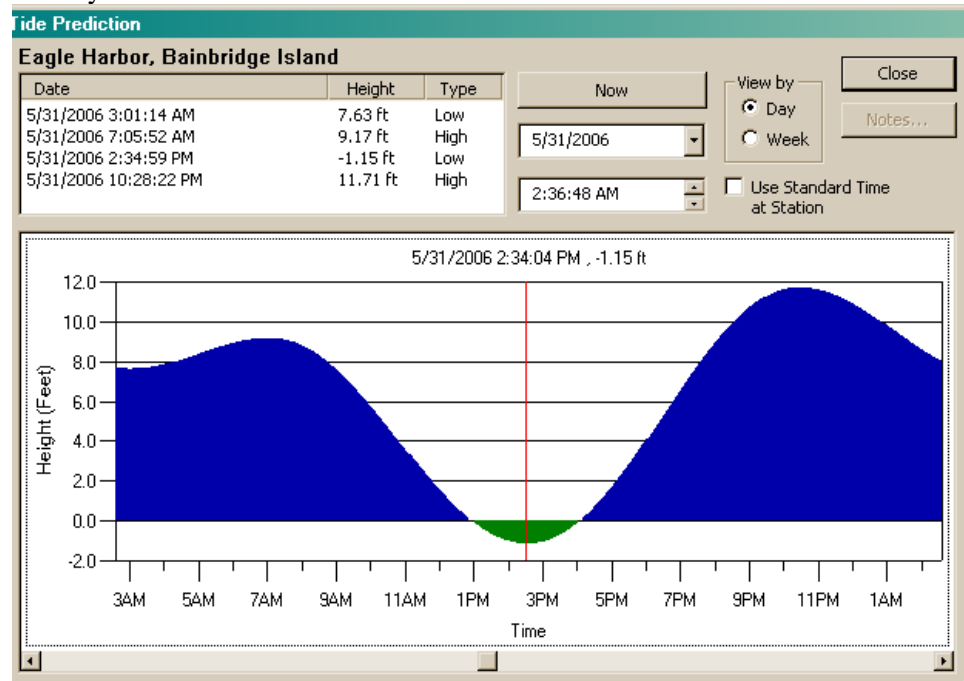 Tide Prediction
Eagle Harbor, Bainbridge Island
Date Height Type
5/31/2006 3:01:14 AM 7.63 ft Low
5/31/2006 7:05:52 AM 9.17 ft High
5/31/2006 2:34:59 PM -1.15 ft Low
5/31/2006 10:28:22 PM 11.71 ft High
Now
5/31/2006
2:36:48 AM
View by
Day
Week
Use Standard Time
at Station
Close
Notes...
5/31/2006 2:34:04 PM , -1.15 ft
Height (Feet)
12.0
10.0
8.0
6.0
4.0
2.0
0.0
-2.0
3AM 5AM 7AM 9AM 11AM 1PM 3PM 5PM 7PM 9PM 11PM 1AM
Time